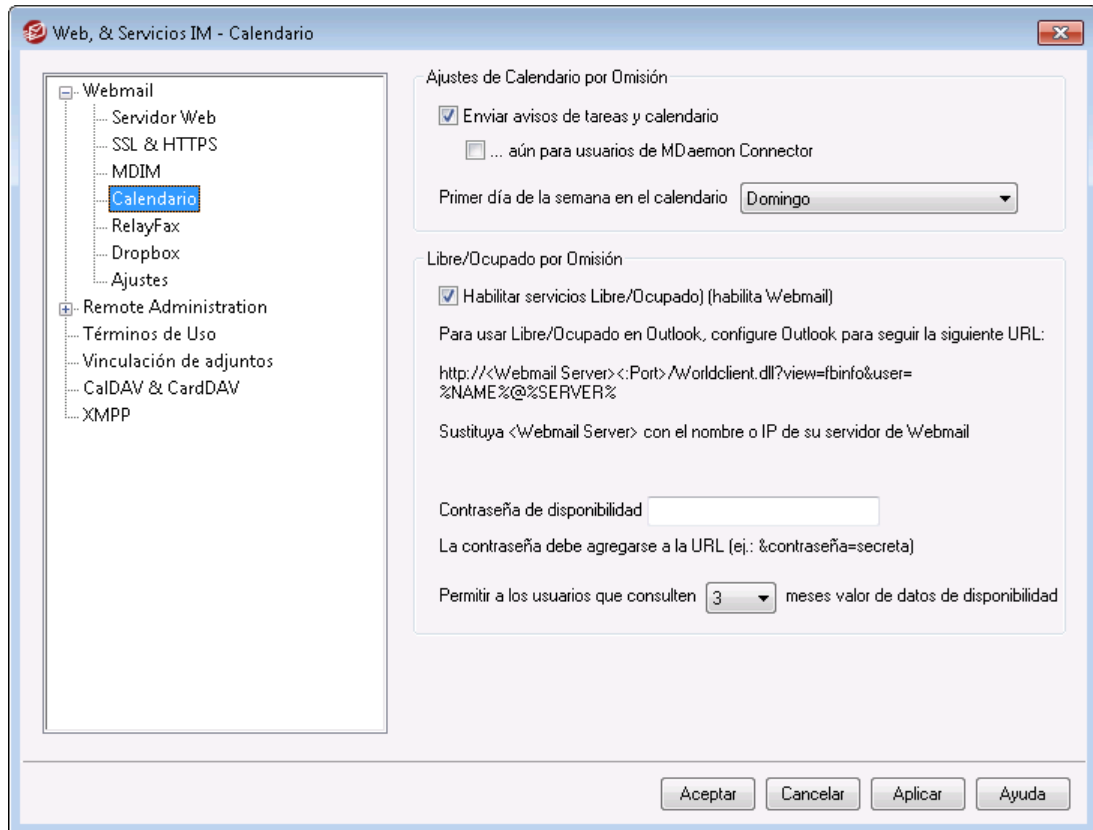 Web, & Servicios IM - Calendario
Webmail
Servidor Web
SSL & HTTPS
MDIM
Calendario
RelayFax
Dropbox
Ajustes
Remote Administration
Términos de Uso
Vinculación de adjuntos
CalDAV & CardDAV
XMPP
Ajustes de Calendario por Omisión
Enviar avisos de tareas y calendario
... aún para usuarios de MDaemon Connector
Primer día de la semana en el calendario Domingo
Libre/Ocupado por Omisión
Habilitar servicios Libre/Ocupado) (habilita Webmail)
Para usar Libre/Ocupado en Outlook, configure Outlook para seguir la siguiente URL:
http://<Webmail Server><:Port>/Worldclient.dll?view=fbinfo&user=
%NAME%@%SERVER%
Sustituya <Webmail Server> con el nombre o IP de su servidor de Webmail
Contraseña de disponibilidad
La contraseña debe agregarse a la URL (ej.: &contraseña=secreta)
Permitir a los usuarios que consulten 3 meses valor de datos de disponibilidad
Aceptar Cancelar Aplicar Ayuda